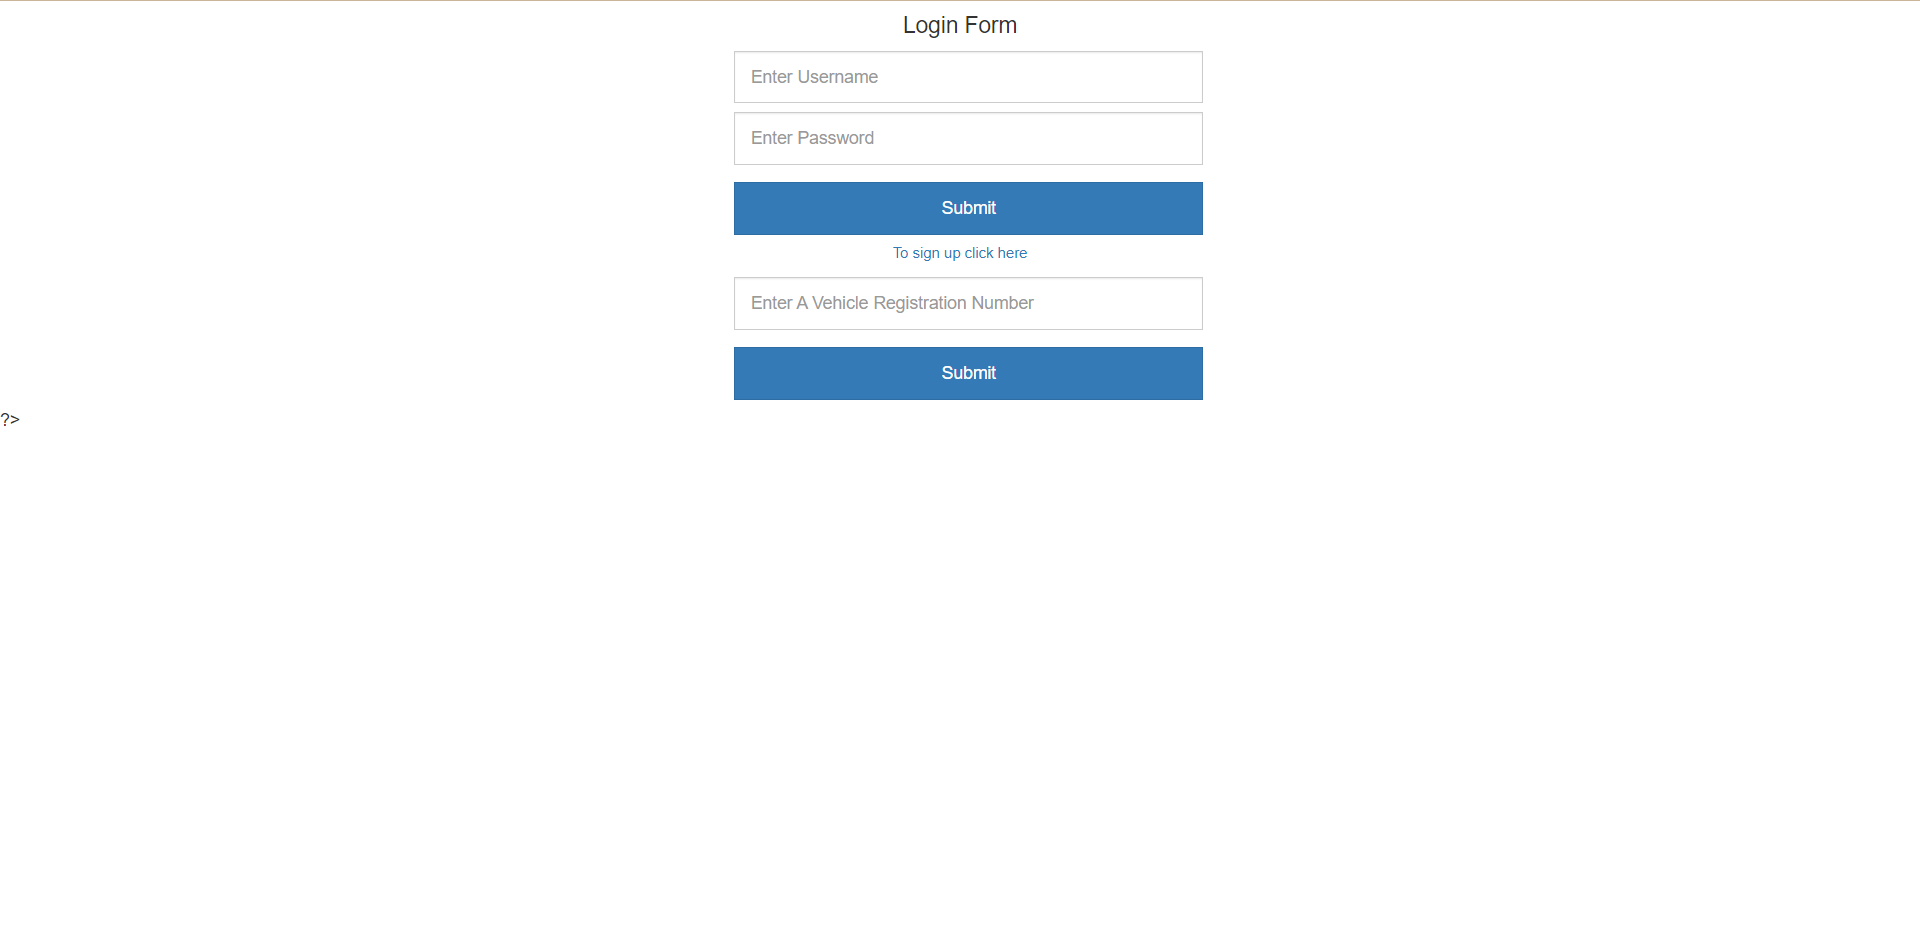 Login Form
Enter Username
Enter Password
Submit
To sign up click here
Enter A Vehicle Registration Number
Submit
?>